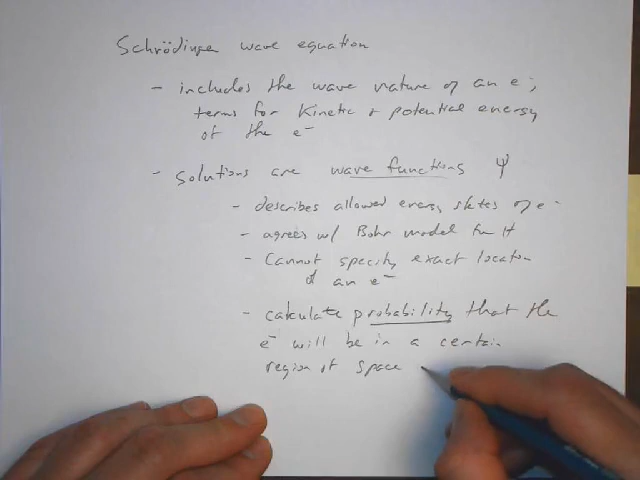 Schrödinger wave equation
- includes the wave nature of an e⁻;
terms for kinetic + potential energy
of the e⁻
- solutions are wave functions ψ
- describes allowed energy states of e⁻
- agrees w/ Bohr model for H
- cannot specify exact location
of an e⁻
- calculate probability that the
e⁻ will be in a certain
region of space